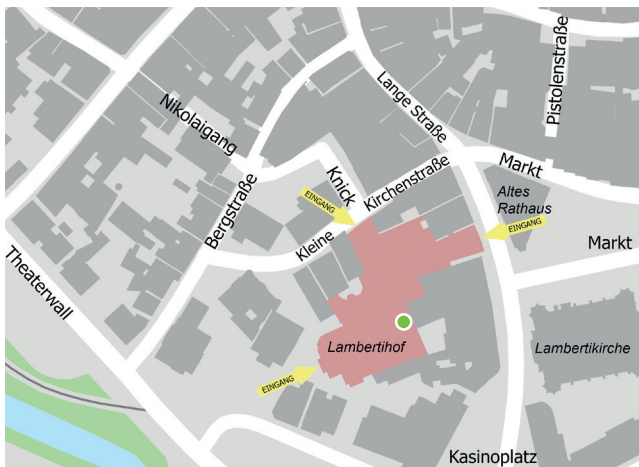 Pistolenstraße
Lange Straße
Nikolaigang
Markt
Knick
Kirchenstraße
Altes
Rathaus
EINGANG
EINGANG
Bergstraße
Kleine
Markt
Theaterwall
Lambertihof
Lambertikirche
EINGANG
Kasinoplatz